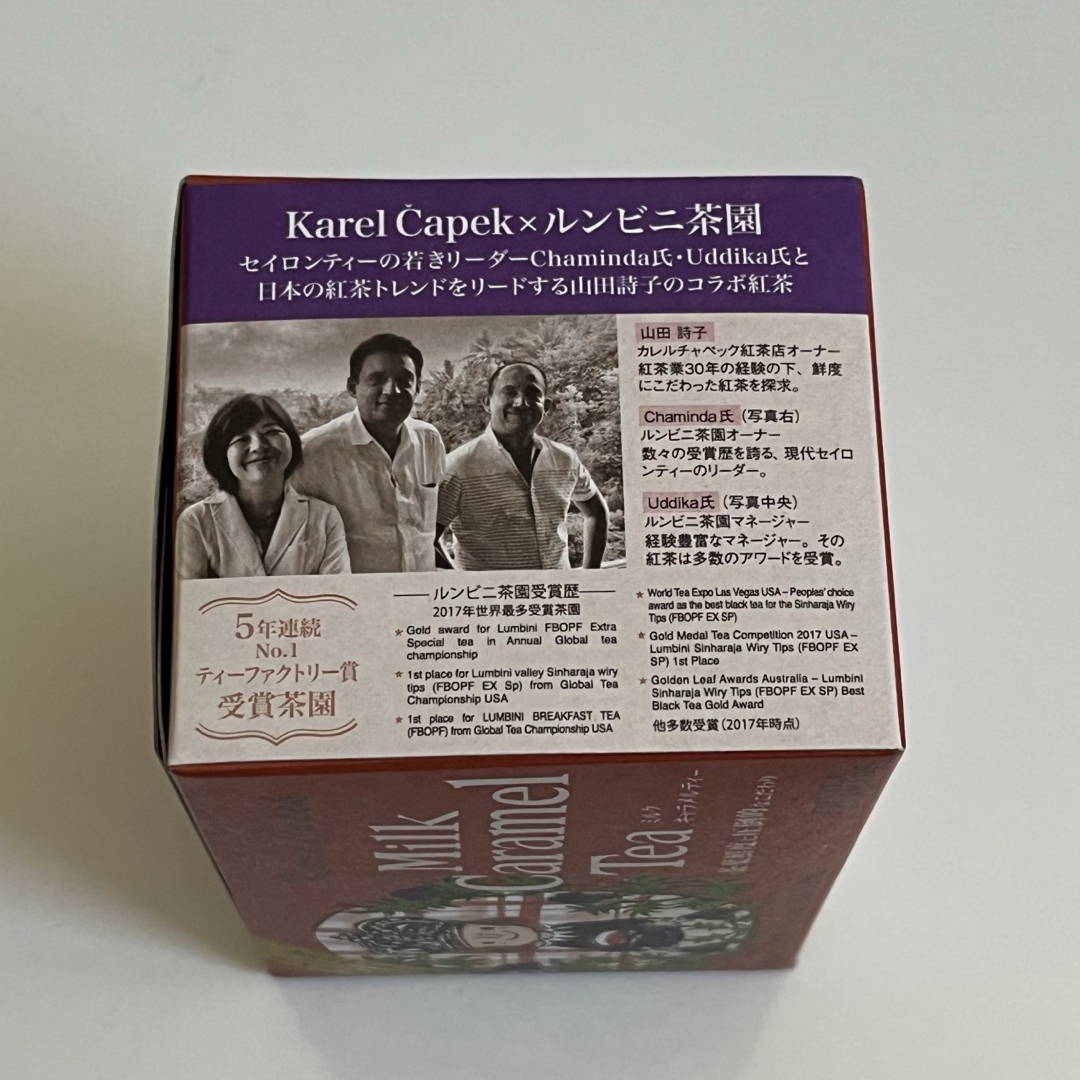 Karel Čapek×ルンビニ茶園
セイロンティーの若きリーダーChaminda氏・Uddika氏と
日本の紅茶トレンドをリードする山田詩子のコラボ紅茶
山田 詩子
カレルチャペック紅茶店オーナー
紅茶業30年の経験の下、鮮度
にこだわった紅茶を探求。
Chaminda氏（写真右）
ルンビニ茶園オーナー
数々の受賞歴を誇る、現代セイロ
ンティーのリーダー。
Uddika氏（写真中央）
ルンビニ茶園マネージャー
経験豊富なマネージャー。その
紅茶は多数のアワードを受賞。
5年連続
No.1
ティーファクトリー賞
受賞茶園
ルンビニ茶園受賞歴
2017年世界最多受賞茶園
★ Gold award for Lumbini FBOPF Extra
Special tea in Annual Global tea
championship
★ 1st place for Lumbini valley Sinharaja wiry
tips (FBOPF EX Sp) from Global Tea
Championship USA
★ 1st place for LUMBINI BREAKFAST TEA
(FBOPF) from Global Tea Championship USA
★ World Tea Expo Las Vegas USA – Peoples' choice
award as the best black tea for the Sinharaja Wiry
Tips (FBOPF EX SP)
★ Gold Medal Tea Competition 2017 USA –
Lumbini Sinharaja Wiry Tips (FBOPF EX
SP) 1st Place
★ Golden Leaf Awards Australia – Lumbini
Sinharaja Wiry Tips (FBOPF EX SP) Best
Black Tea Gold Award
他多数受賞（2017年時点）
Milk
Caramel
Tea
ミルク
キャラメルティー